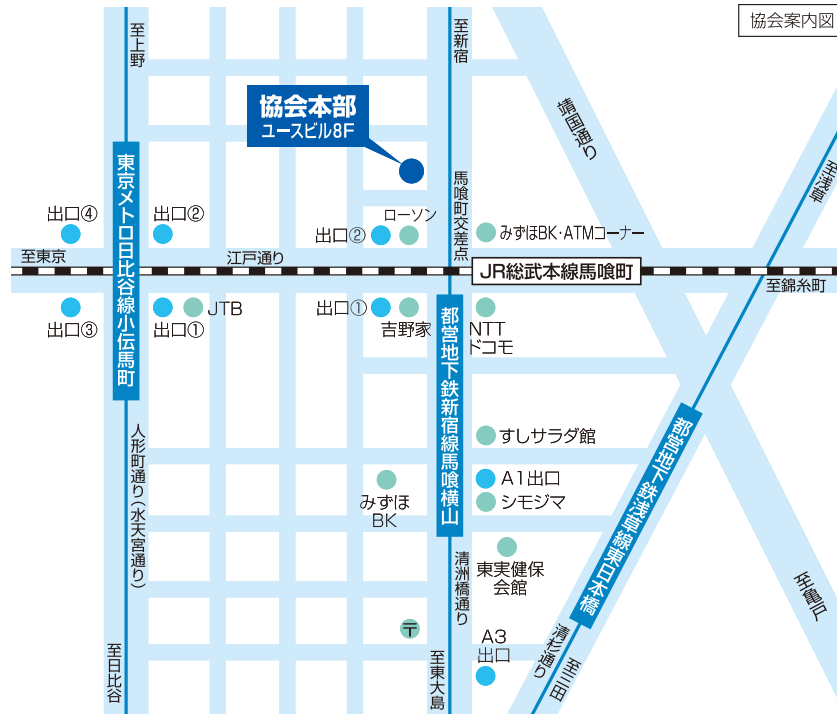 協会案内図
至上野
至新宿
協会本部
ユースビル8F
靖国通り
至浅草
東京メトロ日比谷線小伝馬町
馬喰町交差点
出口④
出口②
ローソン
出口②
みずほBK・ATMコーナー
至東京
江戸通り
JR総武本線馬喰町
至錦糸町
出口③
出口①
JTB
出口①
吉野家
NTT
ドコモ
都営地下鉄新宿線馬喰横山
都営地下鉄浅草線東日本橋
人形町通り(水天宮通り)
すしサラダ館
A1出口
シモジマ
みずほ
BK
清洲橋通り
東実健保
会館
至亀戸
〒
A3
出口
清杉通り
至三田
至日比谷
至東大島